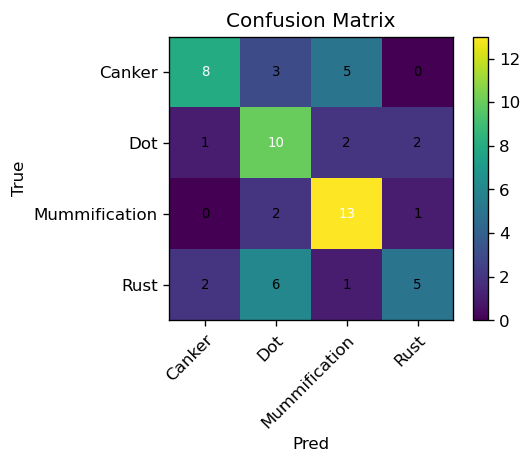 Confusion Matrix
Canker 8 3 5 0
Dot 1 10 2 2
Mummification 0 2 13 1
Rust 2 6 1 5
True
Canker Dot Mummification Rust
Pred
12
10
8
6
4
2
0